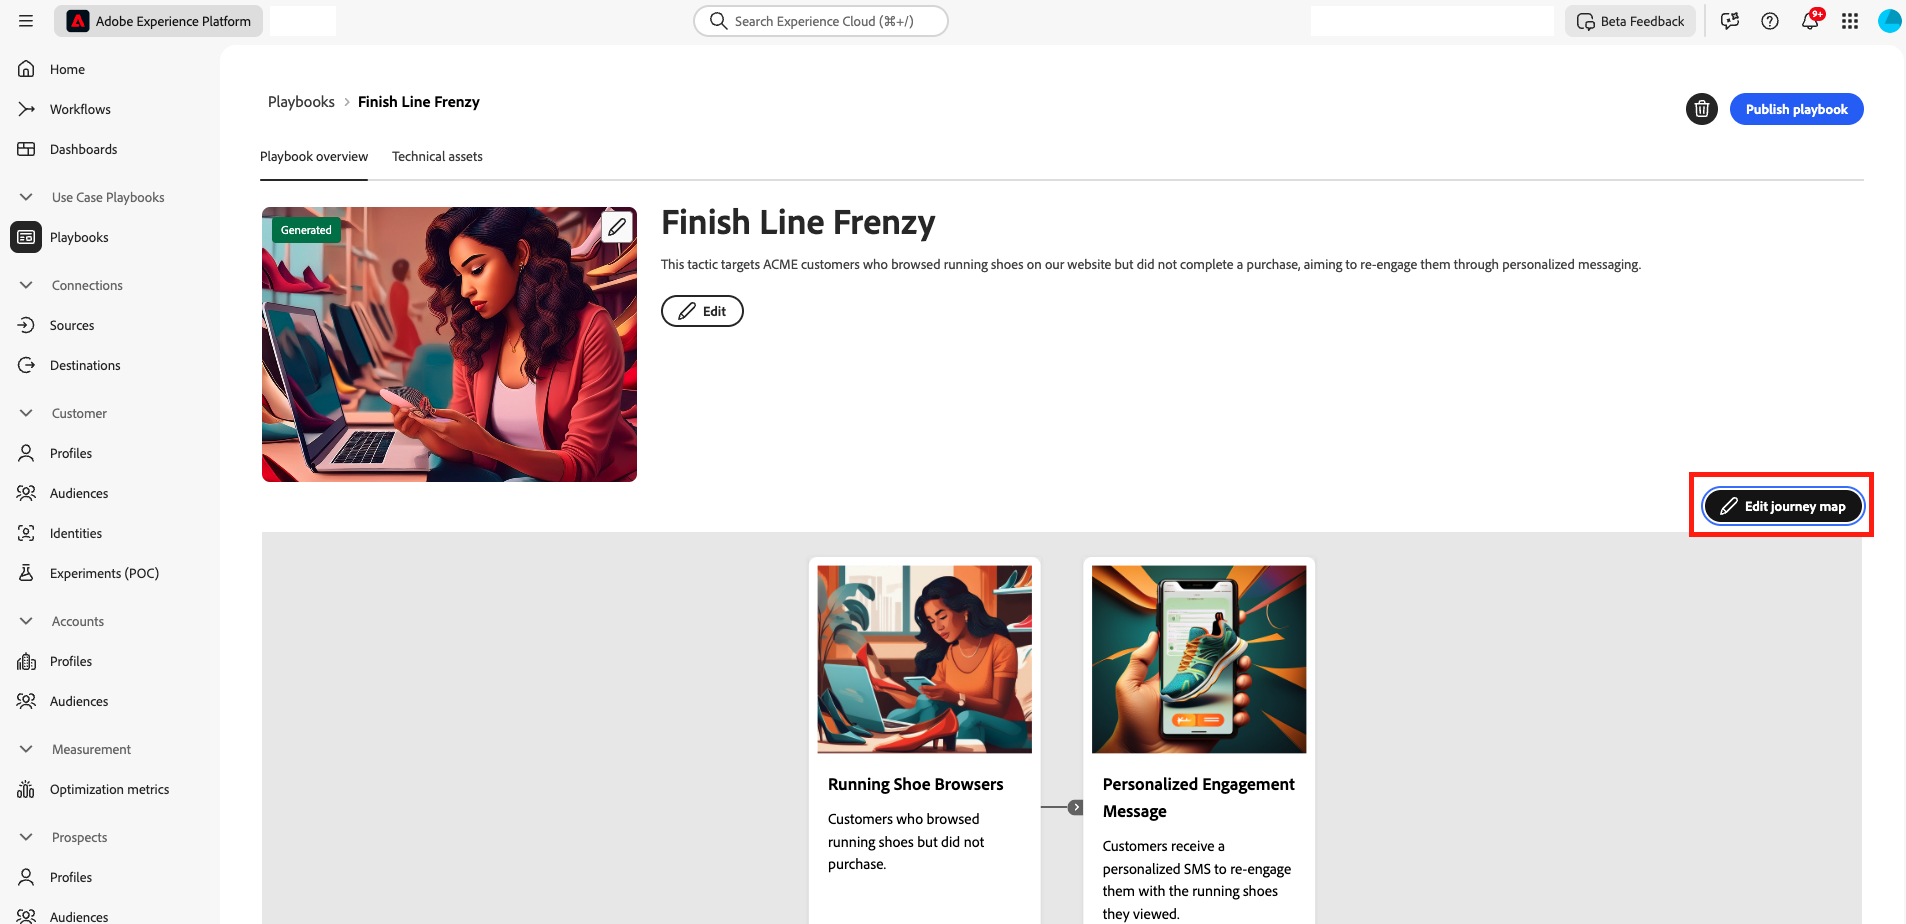 Adobe Experience Platform
Search Experience Cloud (⌘+/)
Beta Feedback
9+
Home
Workflows
Dashboards
Use Case Playbooks
Playbooks
Connections
Sources
Destinations
Customer
Profiles
Audiences
Identities
Experiments (POC)
Accounts
Profiles
Audiences
Measurement
Optimization metrics
Prospects
Profiles
Audiences
Playbooks > Finish Line Frenzy
Publish playbook
Playbook overview
Technical assets
Generated
Finish Line Frenzy
This tactic targets ACME customers who browsed running shoes on our website but did not complete a purchase, aiming to re-engage them through personalized messaging.
Edit
Edit journey map
Running Shoe Browsers
Customers who browsed
running shoes but did not
purchase.
Personalized Engagement
Message
Customers receive a
personalized SMS to re-engage
them with the running shoes
they viewed.